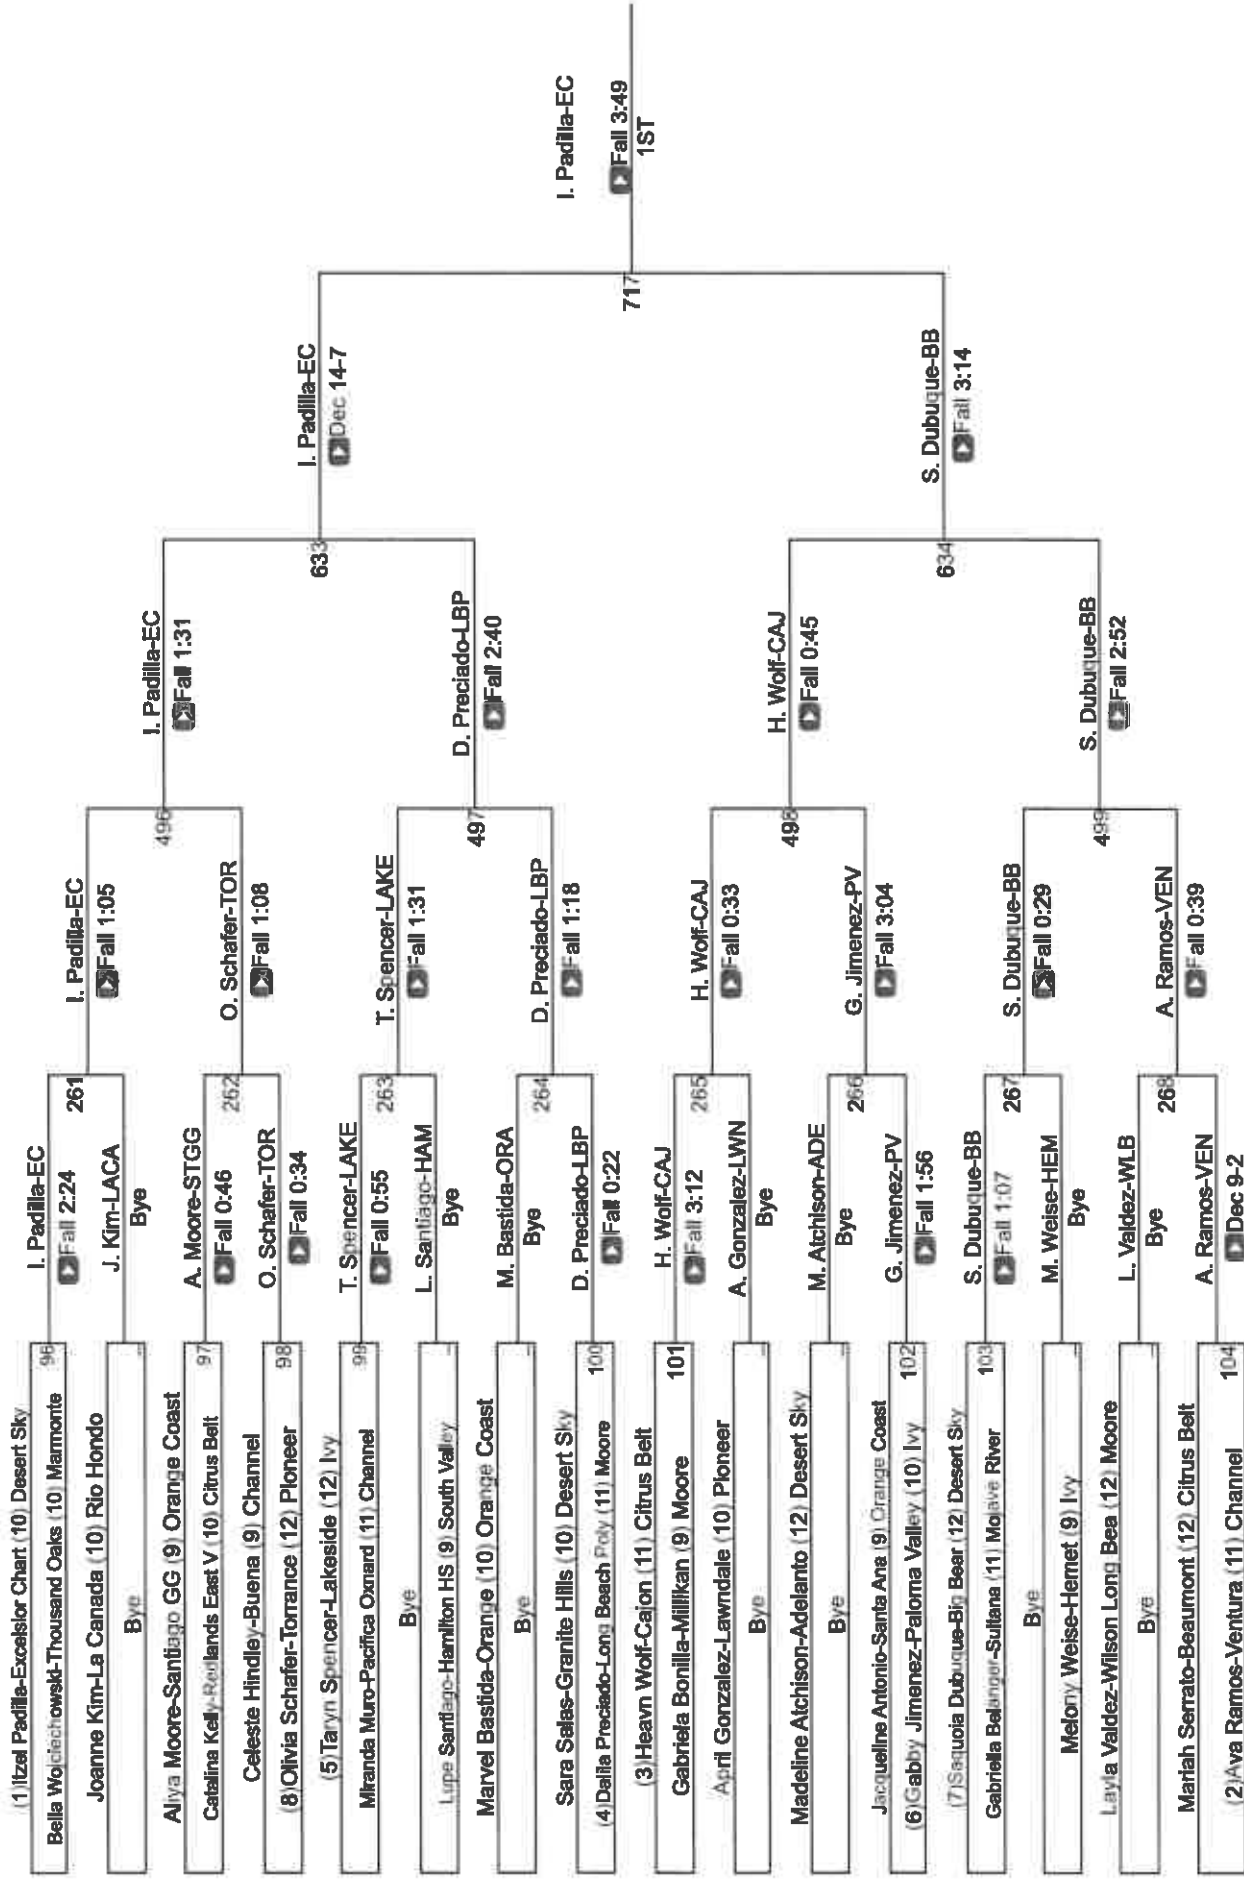 (1)Itzel Padilla-Excelsior Chart (10) Desert Sky
96
Bella Wojciechowski-Thousand Oaks (10) Marmonte
Joanne Kim-La Canada (10) Rio Hondo
Bye
Aliya Moore-Santiago GG (9) Orange Coast
97
Catalina Kelly-Redlands East V (10) Citrus Belt
Celeste Hindley-Buena (9) Channel
98
(8)Olivia Schafer-Torrance (12) Pioneer
(5)Taryn Spencer-Lakeside (12) Ivy
99
Miranda Muro-Pacifica Oxnard (11) Channel
Bye
Lupe Santiago-Hamilton HS (9) South Valley
Marvel Bastida-Orange (10) Orange Coast
Bye
Sara Salas-Granite Hills (10) Desert Sky
100
(4)Dalila Preciado-Long Beach Poly (11) Moore
(3)Heavn Wolf-Cajon (11) Citrus Belt
101
Gabriela Bonilla-Millikan (9) Moore
April Gonzalez-Lawndale (10) Pioneer
Bye
Madeline Atchison-Adelanto (12) Desert Sky
Bye
Jacqueline Antonio-Santa Ana (9) Orange Coast
102
(6)Gabby Jimenez-Paloma Valley (10) Ivy
(7)Saquoia Dubuque-Big Bear (12) Desert Sky
103
Gabriella Belanger-Sultana (11) Mojave River
Bye
Melony Weise-Hemet (9) Ivy
Layla Valdez-Wilson Long Bea (12) Moore
Bye
Mariah Serrato-Beaumont (12) Citrus Belt
104
(2)Ava Ramos-Ventura (11) Channel
I. Padilla-EC
Fall 2:24
261
J. Kim-LACA
Bye
A. Moore-STGG
Fall 0:46
262
O. Schafer-TOR
Fall 0:34
T. Spencer-LAKE
Fall 0:55
263
L. Santiago-HAM
Bye
M. Bastida-ORA
Bye
264
D. Preciado-LBP
Fall 0:22
H. Wolf-CAJ
Fall 3:12
265
A. Gonzalez-LWN
Bye
M. Atchison-ADE
Bye
266
G. Jimenez-PV
Fall 1:56
S. Dubuque-BB
Fall 1:07
267
M. Weise-HEM
Bye
L. Valdez-WLB
Bye
268
A. Ramos-VEN
Dec 9-2
I. Padilla-EC
Fall 1:05
496
O. Schafer-TOR
Fall 1:08
T. Spencer-LAKE
Fall 1:31
497
D. Preciado-LBP
Fall 1:18
H. Wolf-CAJ
Fall 0:33
498
G. Jimenez-PV
Fall 3:04
S. Dubuque-BB
Fall 0:29
499
A. Ramos-VEN
Fall 0:39
I. Padilla-EC
Fall 1:31
633
D. Preciado-LBP
Fall 2:40
H. Wolf-CAJ
Fall 0:45
634
S. Dubuque-BB
Fall 2:52
I. Padilla-EC
Dec 14-7
717
S. Dubuque-BB
Fall 3:14
I. Padilla-EC
Fall 3:49
1ST